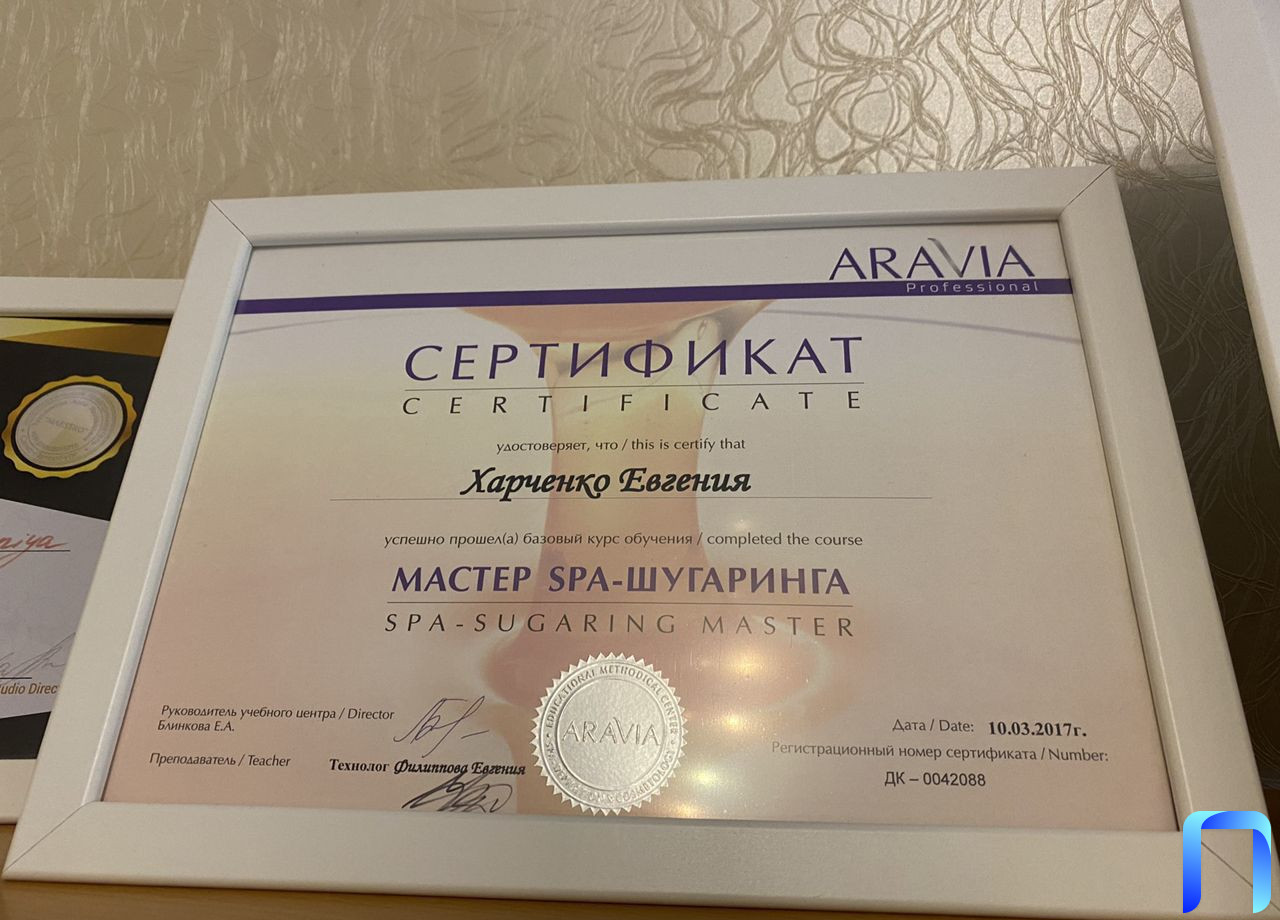 ARAVIA
Professional
СЕРТИФИКАТ
CERTIFICATE
удостоверяет, что / this is certify that
Харченко Евгения
успешно прошел(а) базовый курс обучения / completed the course
МАСТЕР SPA-ШУГАРИНГА
SPA-SUGARING MASTER
Руководитель учебного центра / Director
Блинкова Е.А.
Преподаватель / Teacher
Технолог Филиппова Евгения
EDUCATIONAL METHODICAL CENTER
ARAVIA
Дата / Date: 10.03.2017г.
Регистрационный номер сертификата / Number:
ДК – 0042088